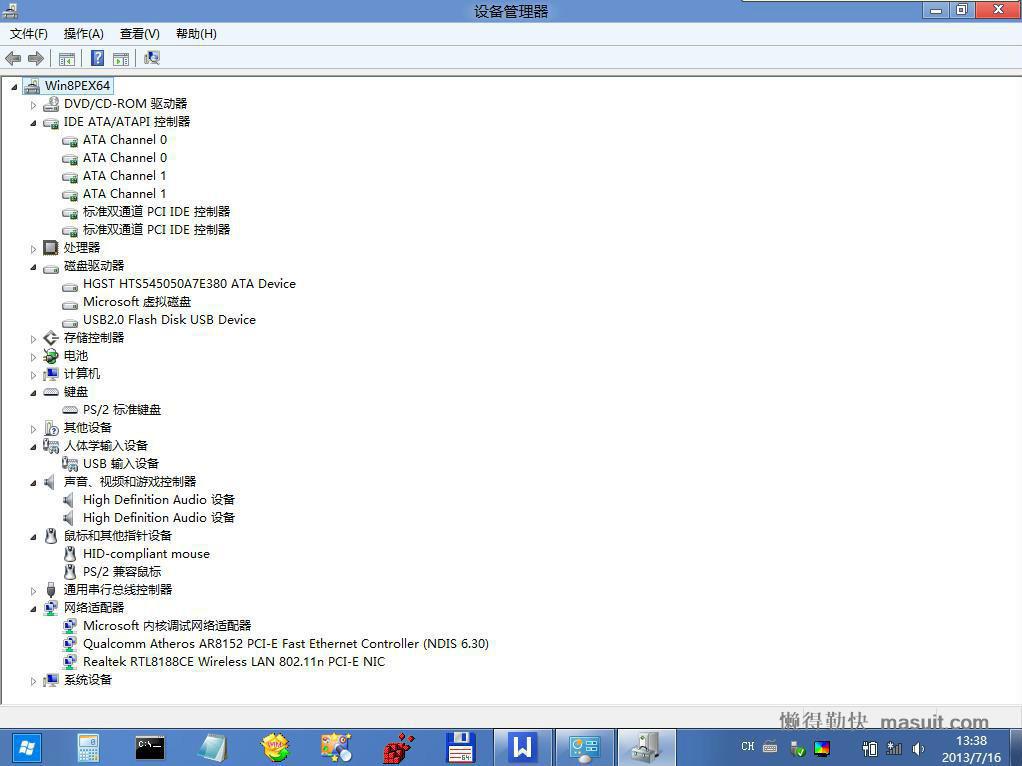 设备管理器
文件(F) 操作(A) 查看(V) 帮助(H)
Win8PEX64
DVD/CD-ROM 驱动器
IDE ATA/ATAPI 控制器
ATA Channel 0
ATA Channel 0
ATA Channel 1
ATA Channel 1
标准双通道 PCI IDE 控制器
标准双通道 PCI IDE 控制器
处理器
磁盘驱动器
HGST HTS545050A7E380 ATA Device
Microsoft 虚拟磁盘
USB2.0 Flash Disk USB Device
存储控制器
电池
计算机
键盘
PS/2 标准键盘
其他设备
人体学输入设备
USB 输入设备
声音、视频和游戏控制器
High Definition Audio 设备
High Definition Audio 设备
鼠标和其他指针设备
HID-compliant mouse
PS/2 兼容鼠标
通用串行总线控制器
网络适配器
Microsoft 内核调试网络适配器
Qualcomm Atheros AR8152 PCI-E Fast Ethernet Controller (NDIS 6.30)
Realtek RTL8188CE Wireless LAN 802.11n PCI-E NIC
系统设备
懒得勤快 masuit.com
C:\_ 64 W CH 13:38
2013/7/16